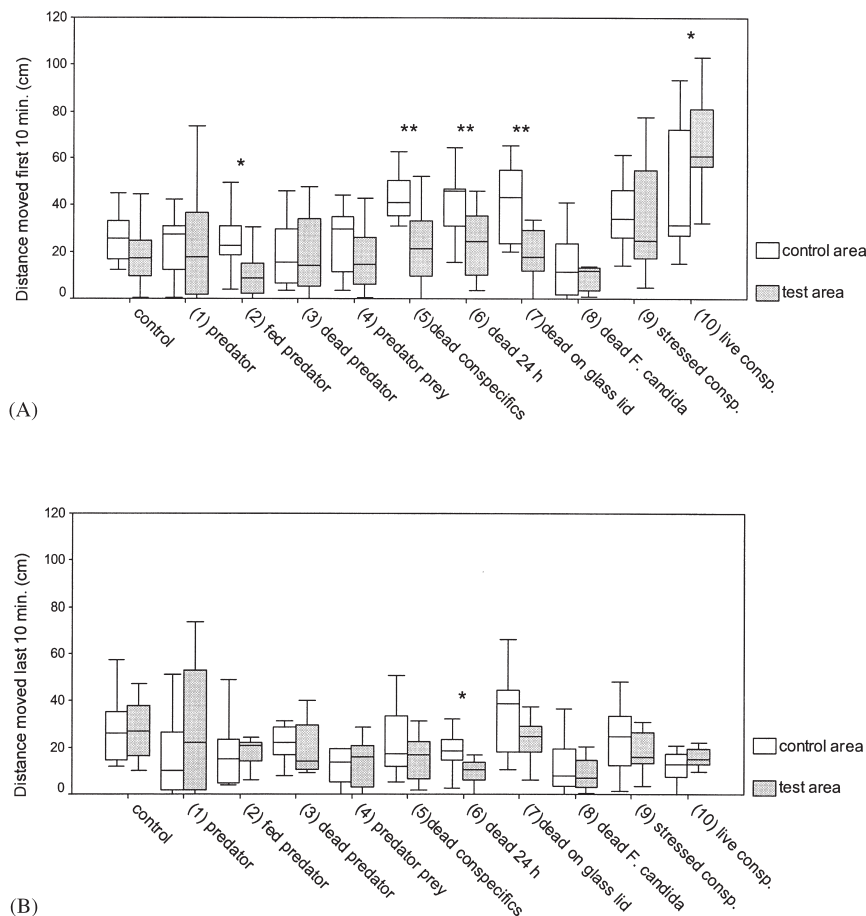 120
100
80
60
40
20
0
Distance moved first 10 min. (cm)
*
**
**
**
*
control area
test area
control
(1) predator
(2) fed predator
(3) dead predator
(4) predator prey
(5)dead conspecifics
(6) dead 24 h
(7)dead on glass lid
(8) dead F. candida
(9) stressed consp.
(10) live consp.
(A)
120
100
80
60
40
20
0
Distance moved last 10 min. (cm)
*
control area
test area
control
(1) predator
(2) fed predator
(3) dead predator
(4) predator prey
(5)dead conspecifics
(6) dead 24 h
(7)dead on glass lid
(8) dead F. candida
(9) stressed consp.
(10) live consp.
(B)